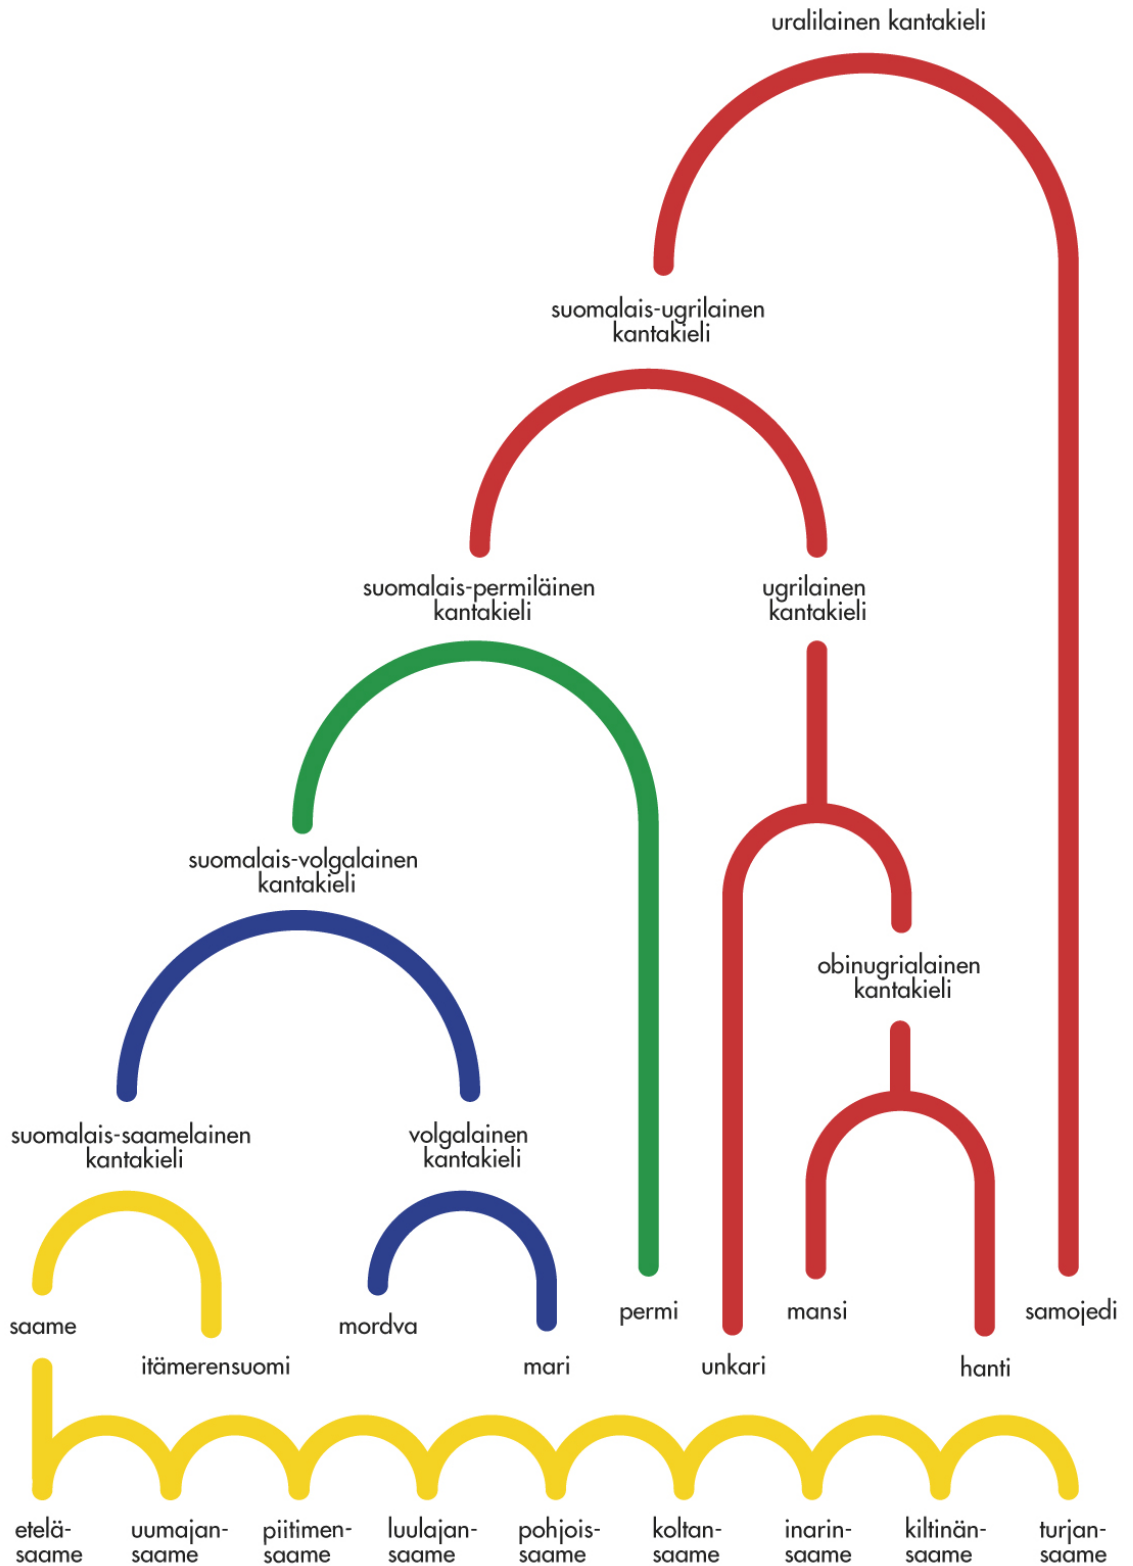 uralilainen kantakieli
suomalais-ugrilainen
kantakieli
suomalais-permiläinen
kantakieli
ugrilainen
kantakieli
suomalais-volgalainen
kantakieli
obinugrialainen
kantakieli
suomalais-saamelainen
kantakieli
volgalainen
kantakieli
saame
itämerensuomi
mordva
mari
permi
unkari
mansi
hanti
samojedi
etelä-
saame
uumajan-
saame
piitimen-
saame
luulajan-
saame
pohjois-
saame
koltan-
saame
inarin-
saame
kiltinän-
saame
turjan-
saame